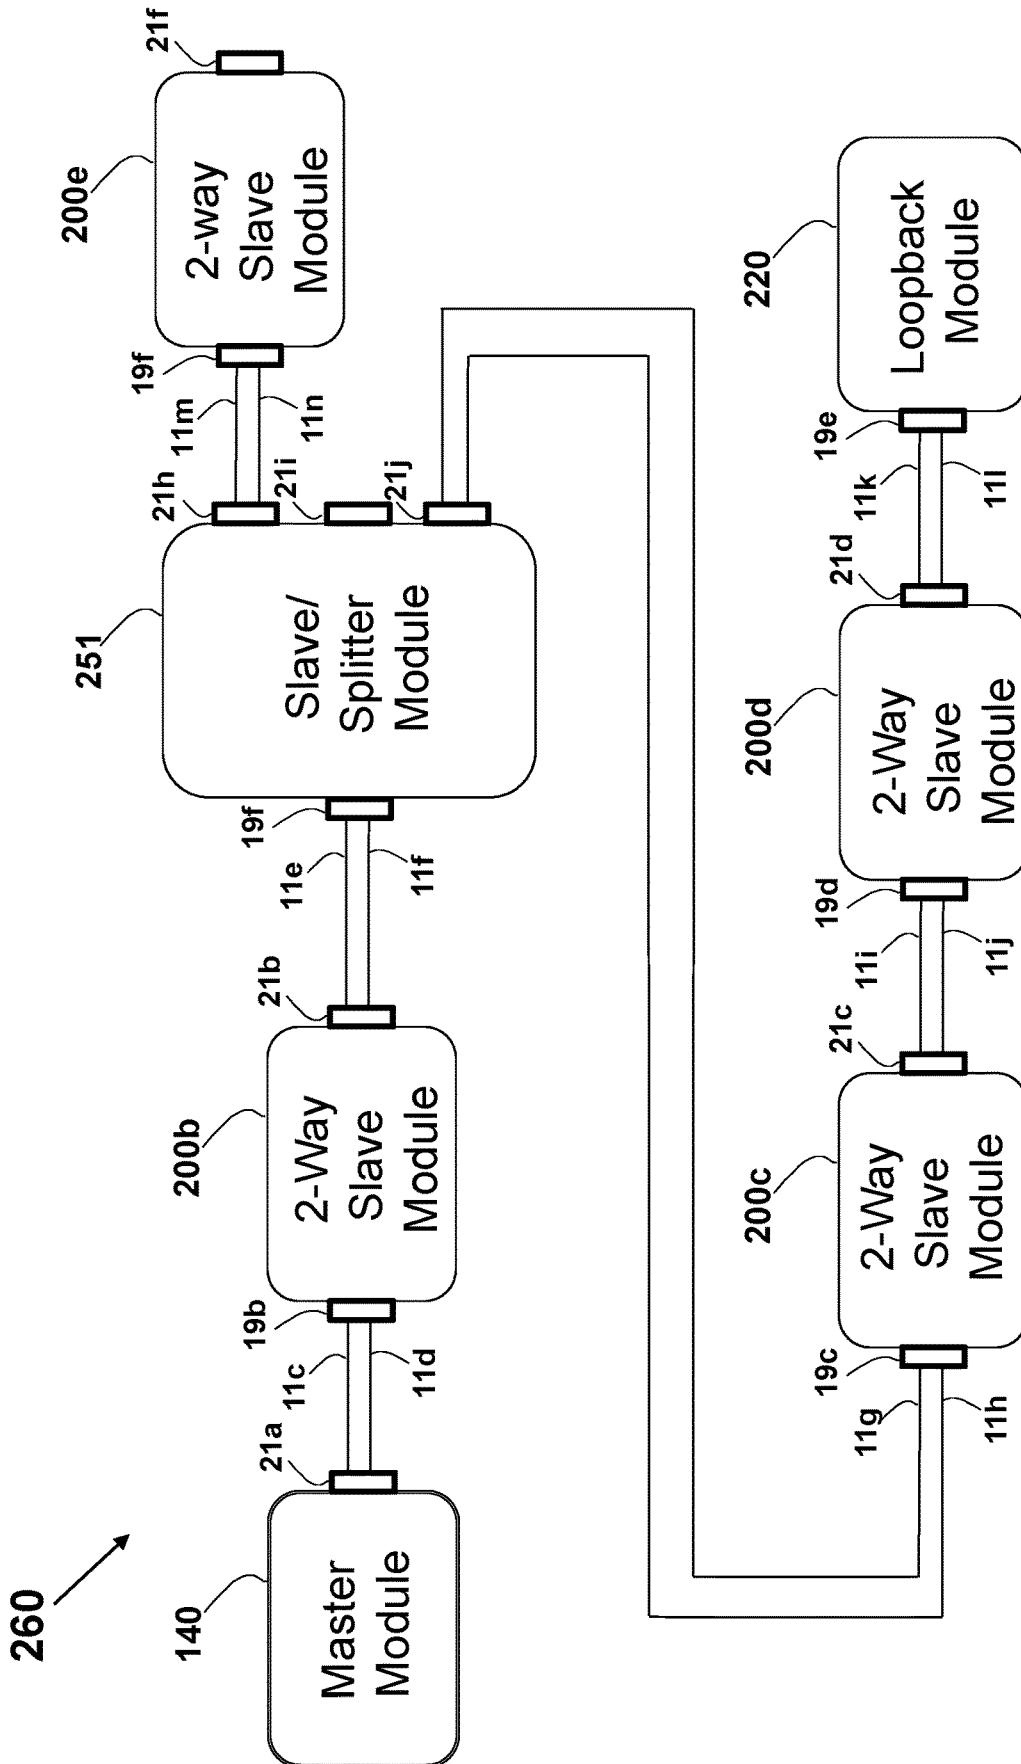 260
140
Master
Module
21a
11c
11d
19b
200b
2-Way
Slave
Module
21b
11e
11f
19f
251
Slave/
Splitter
Module
21h
21i
21j
11m
11n
19f
200e
2-way
Slave
Module
21f
11g
11h
19c
200c
2-Way
Slave
Module
21c
11i
11j
19d
200d
2-Way
Slave
Module
21d
11k
11l
19e
220
Loopback
Module